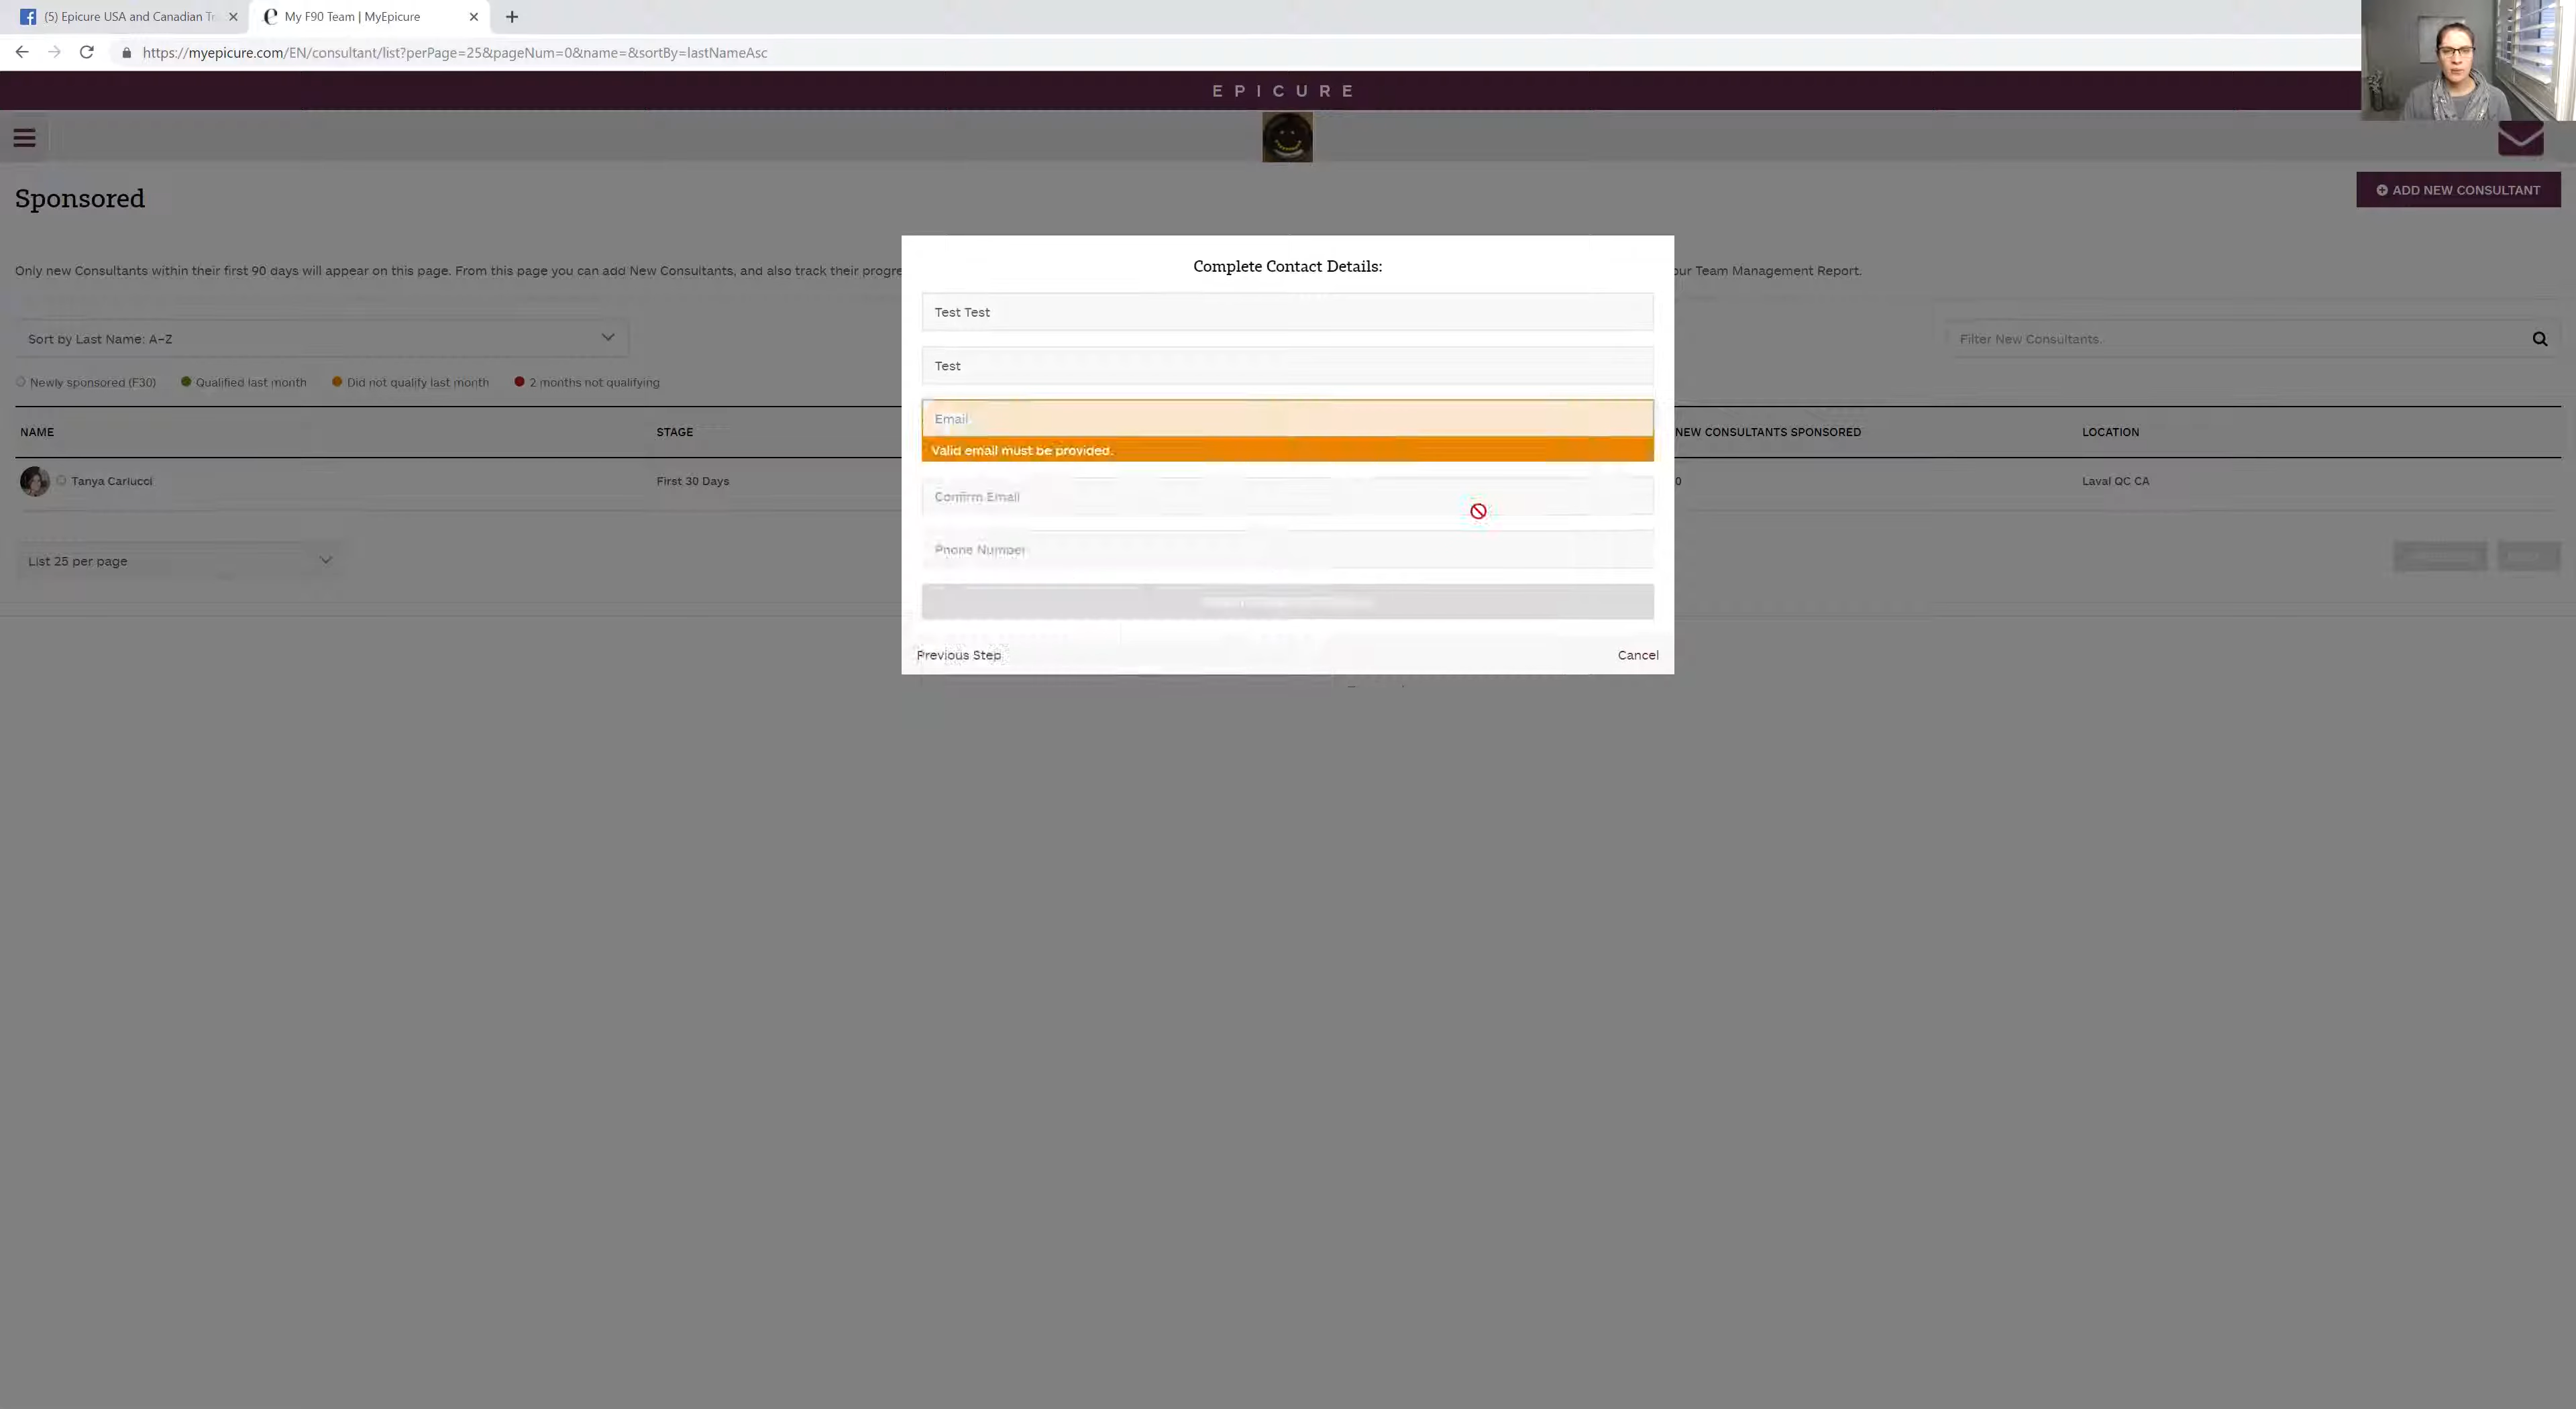 (5) Epicure USA and Canadian Tr
My F90 Team | MyEpicure
https://myepicure.com/EN/consultant/list?perPage=25&pageNum=0&name=&sortBy=lastNameAsc
EPICURE
Sponsored
ADD NEW CONSULTANT
Only new Consultants within their first 90 days will appear on this page. From this page you can add New Consultants, and also track their progre
our Team Management Report.
Complete Contact Details:
Test Test
Test
Email
Valid email must be provided.
Confirm Email
Phone Number
Previous Step
Cancel
Sort by Last Name: A–Z
Filter New Consultants.
Newly sponsored (F30)
Qualified last month
Did not qualify last month
2 months not qualifying
NAME STAGE NEW CONSULTANTS SPONSORED LOCATION
Tanya Carlucci First 30 Days 0 Laval QC CA
List 25 per page